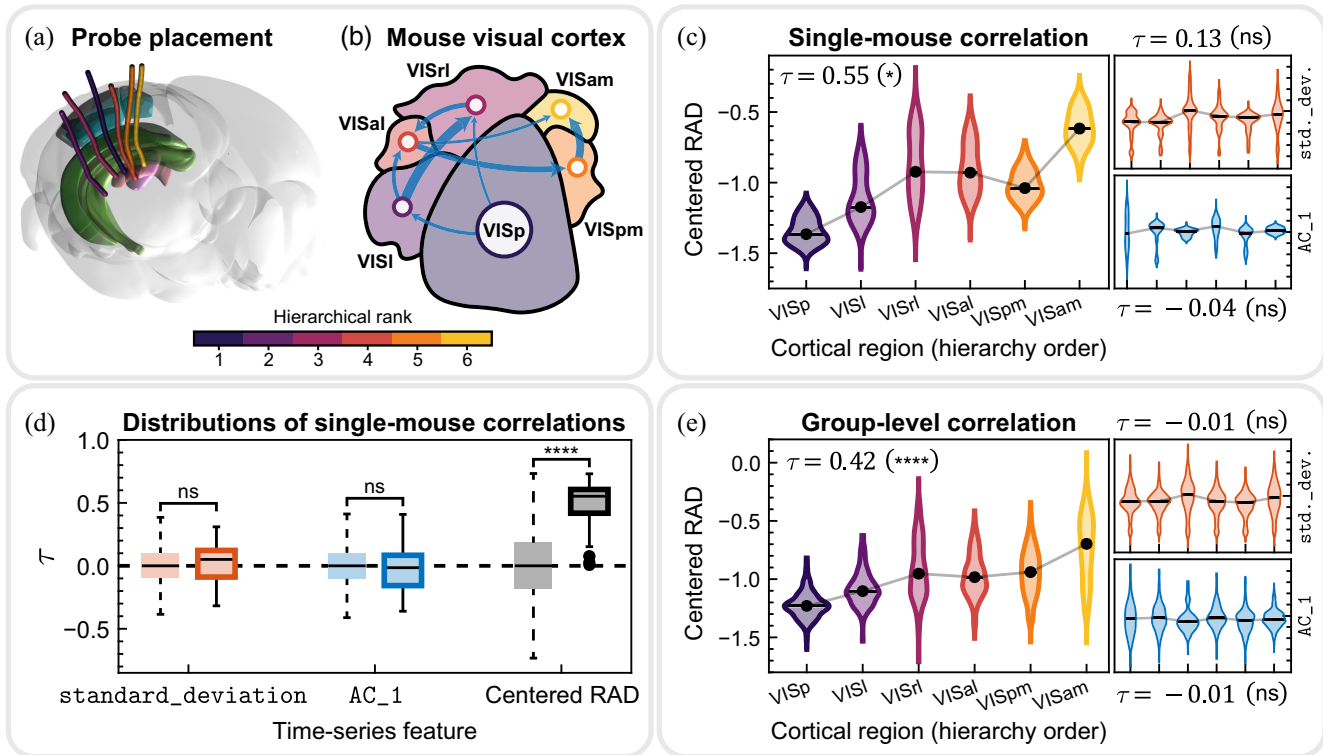 (a) Probe placement
(b) Mouse visual cortex
VISrl
VISam
VISal
VISp
VISl
VISpm
Hierarchical rank
1 2 3 4 5 6
(c) Single-mouse correlation
τ = 0.55 (*)
Centered RAD
−0.5
−1.0
−1.5
VISp VISl VISrl VISal VISpm VISam
Cortical region (hierarchy order)
τ = 0.13 (ns)
std._dev.
AC_1
τ = −0.04 (ns)
(d) Distributions of single-mouse correlations
τ
1.0
0.5
0.0
−0.5
ns
ns
****
standard_deviation AC_1 Centered RAD
Time-series feature
(e) Group-level correlation
τ = 0.42 (****)
Centered RAD
0.0
−0.5
−1.0
−1.5
VISp VISl VISrl VISal VISpm VISam
Cortical region (hierarchy order)
τ = −0.01 (ns)
std._dev.
AC_1
τ = −0.01 (ns)